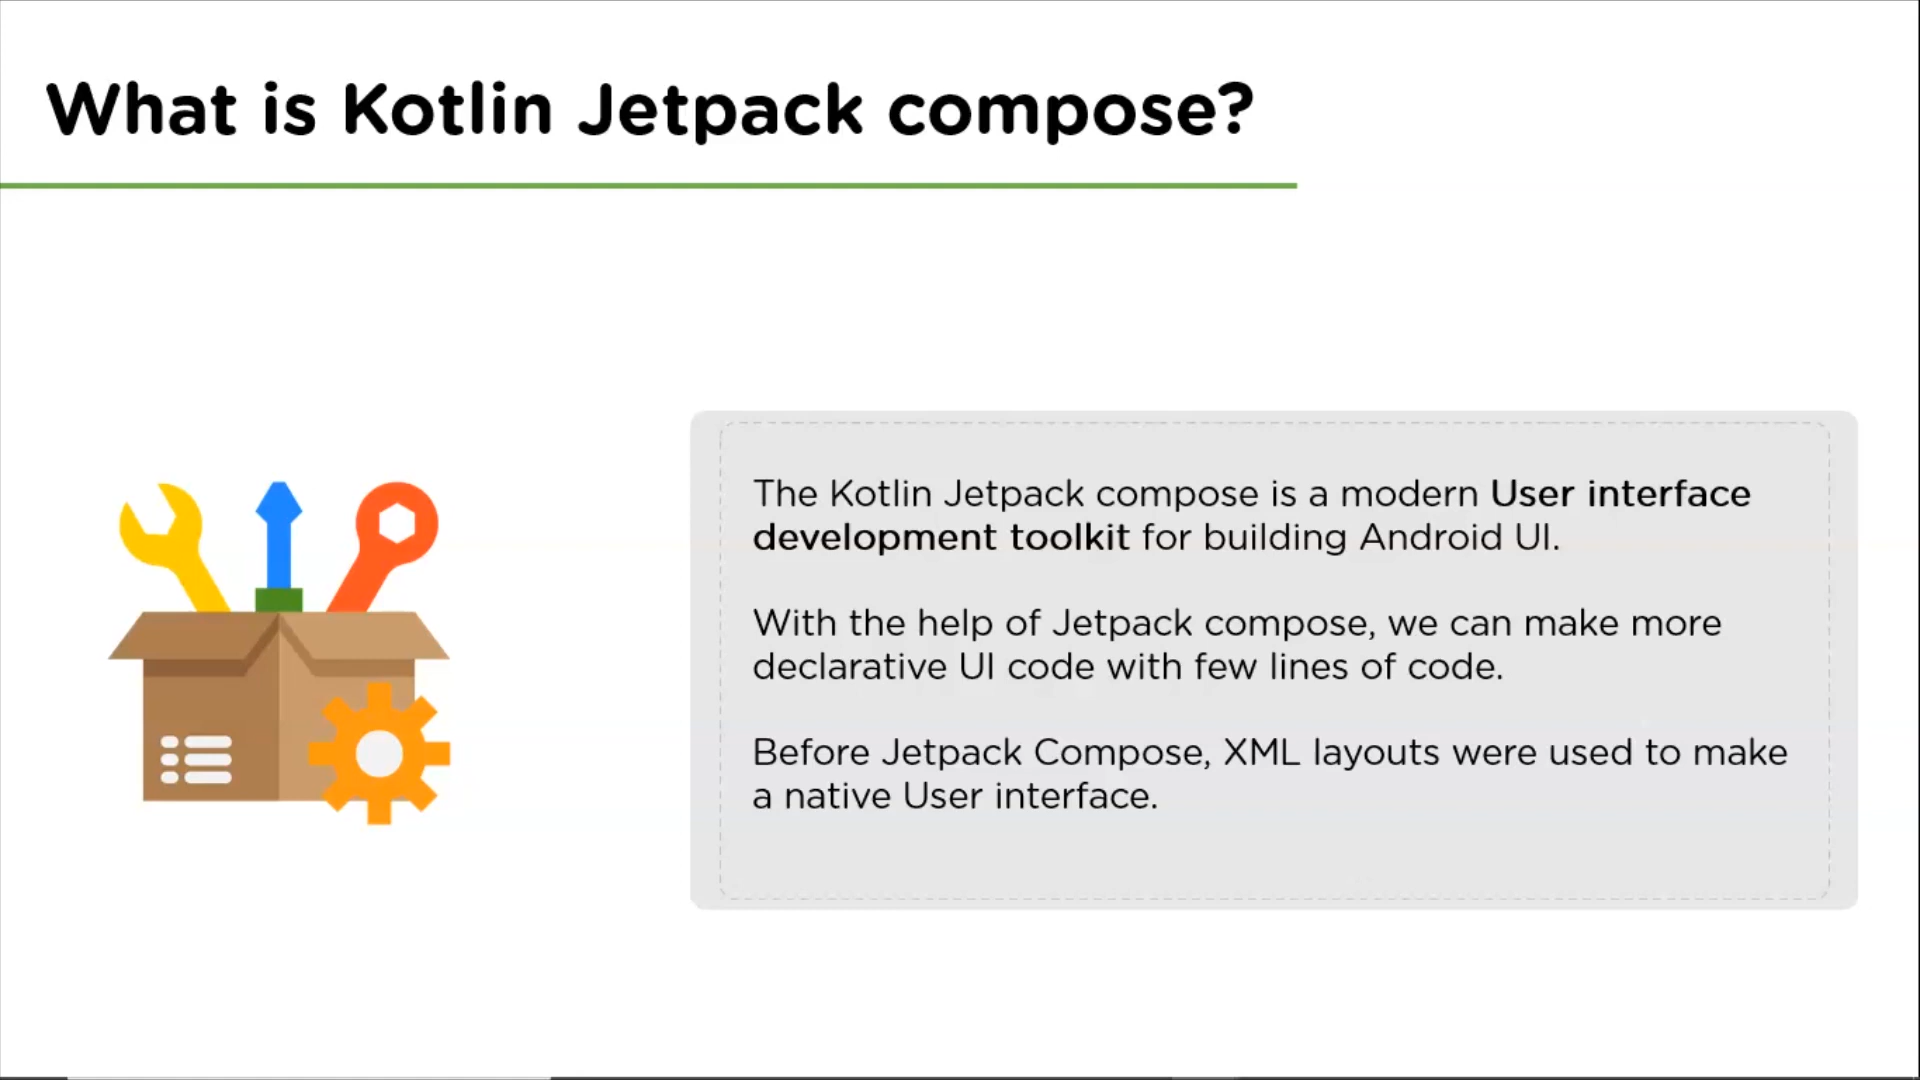 What is Kotlin Jetpack compose?
The Kotlin Jetpack compose is a modern User interface
development toolkit for building Android UI.
With the help of Jetpack compose, we can make more
declarative UI code with few lines of code.
Before Jetpack Compose, XML layouts were used to make
a native User interface.